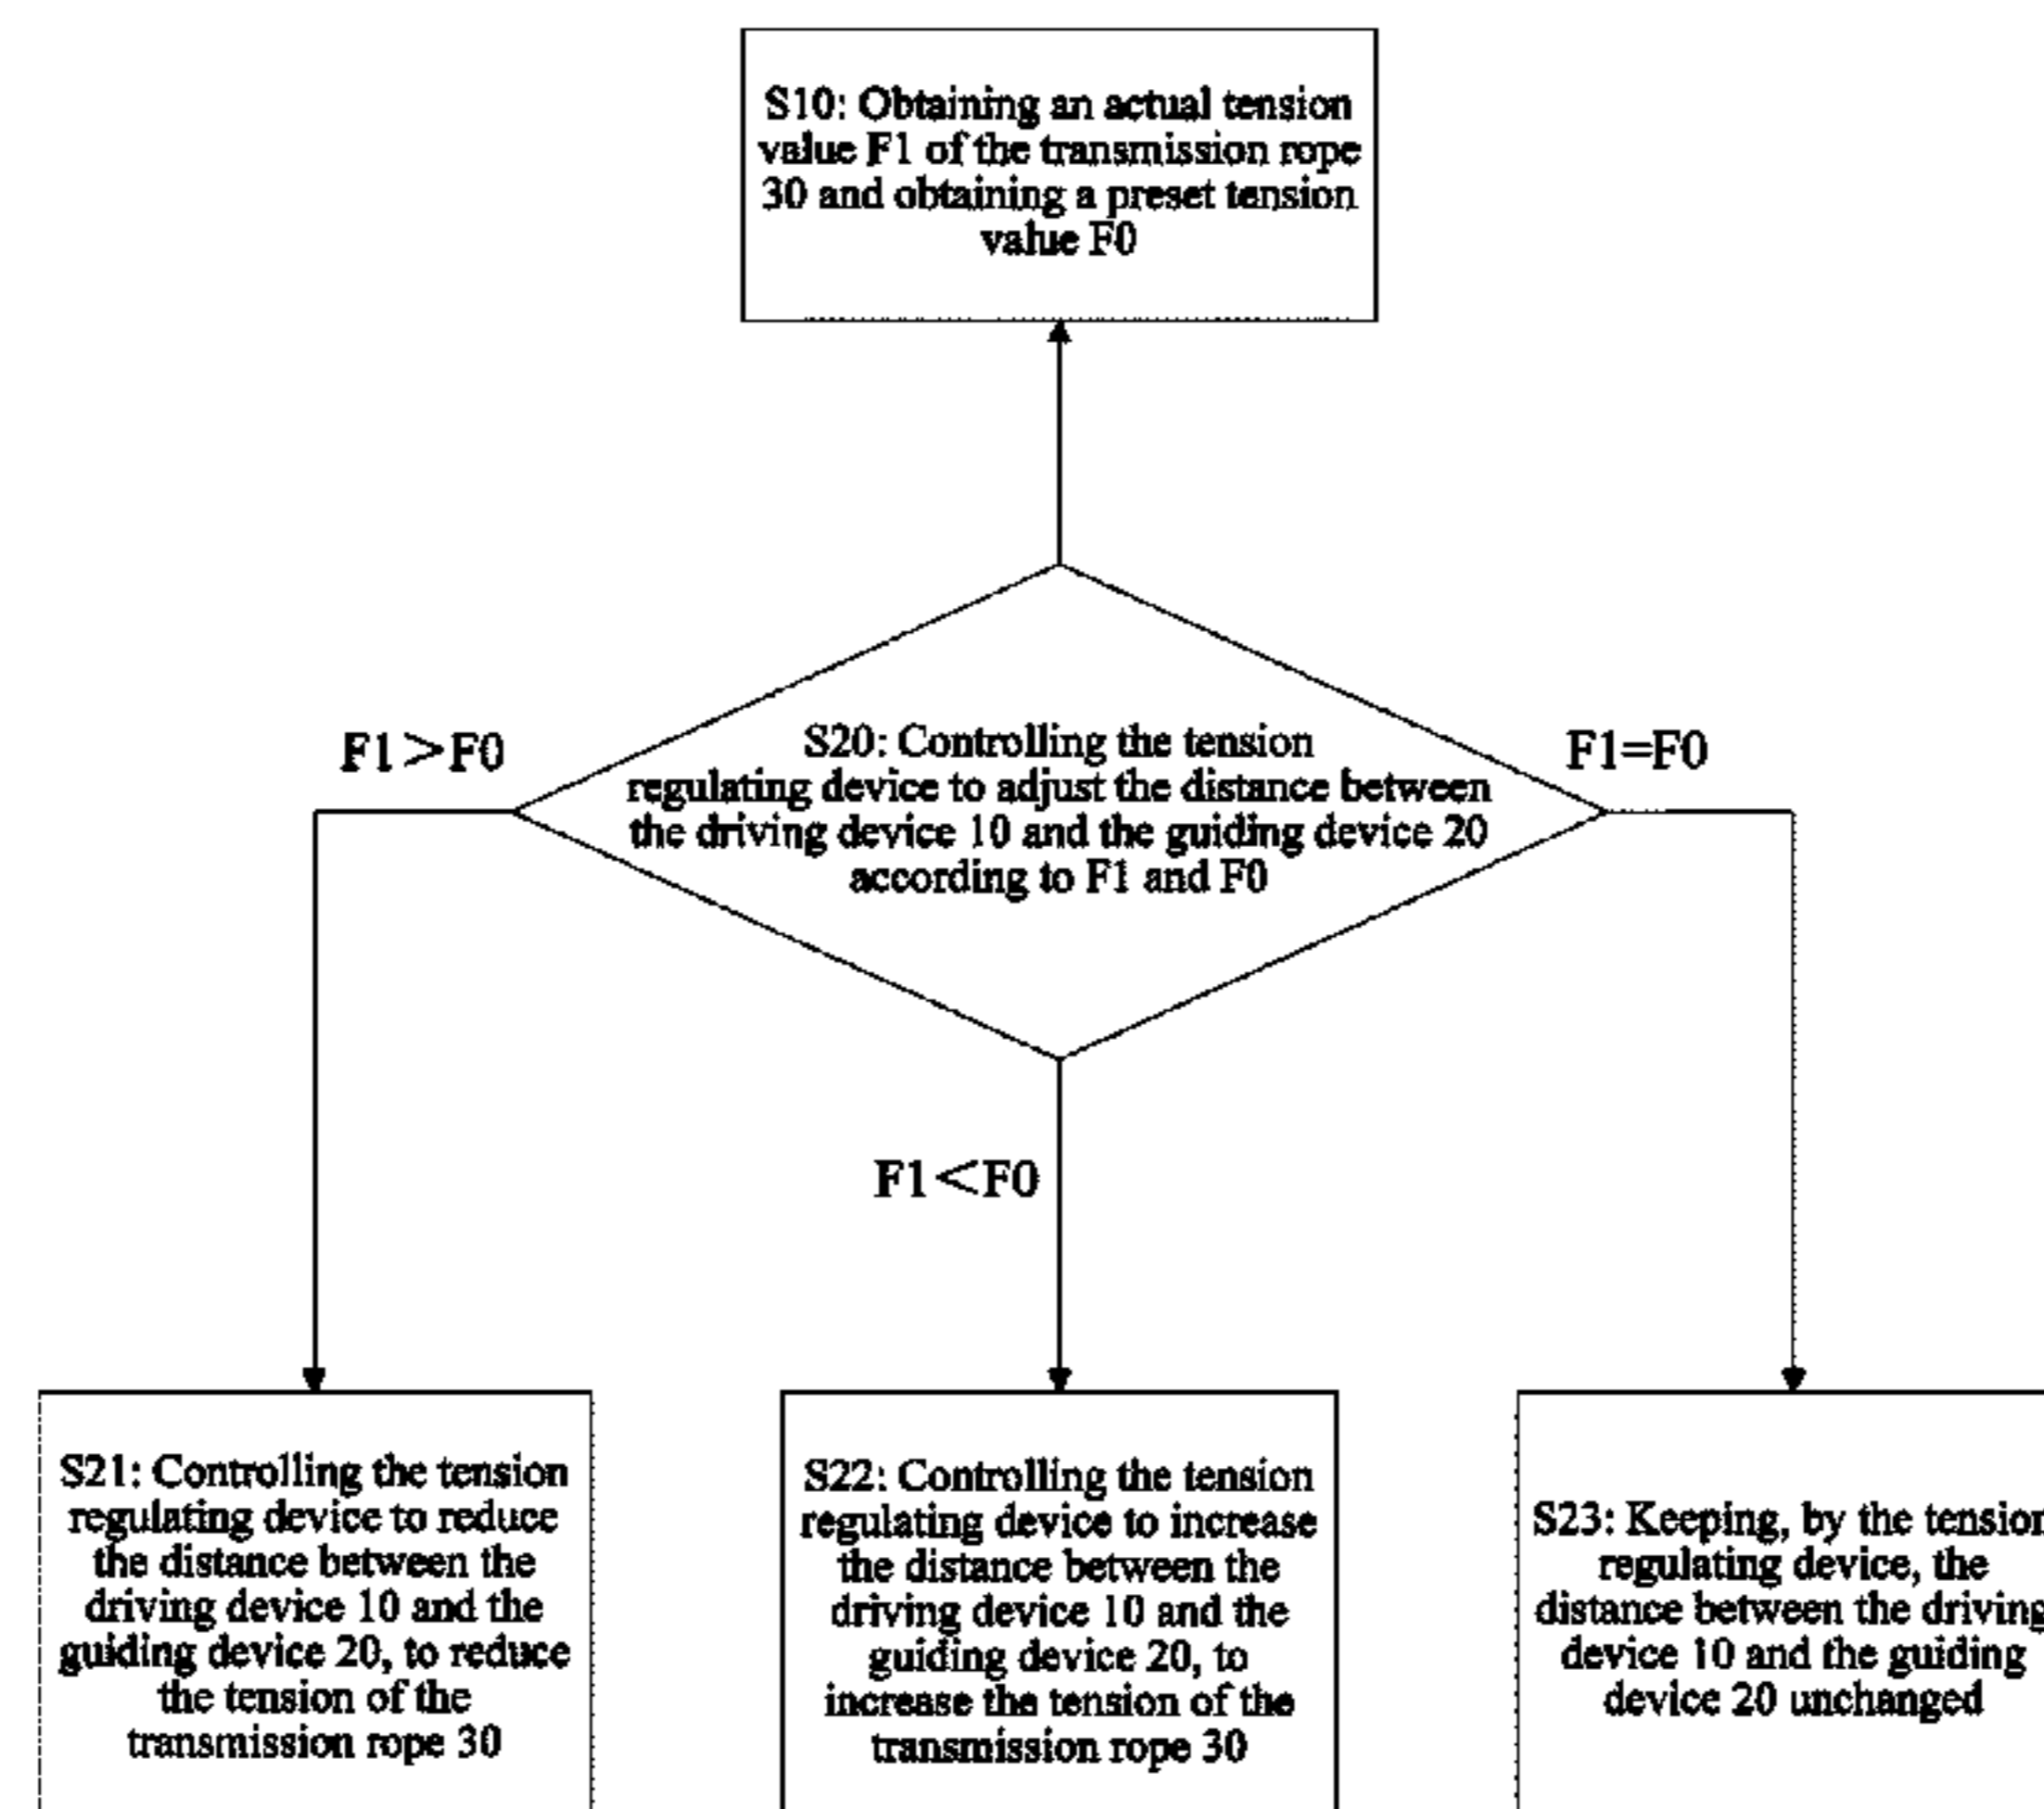 S10: Obtaining an actual tension
value F1 of the transmission rope
30 and obtaining a preset tension
value F0
F1>F0
S20: Controlling the tension
regulating device to adjust the distance between
the driving device 10 and the guiding device 20
according to F1 and F0
F1=F0
F1<F0
S21: Controlling the tension
regulating device to reduce
the distance between the
driving device 10 and the
guiding device 20, to reduce
the tension of the
transmission rope 30
S22: Controlling the tension
regulating device to increase
the distance between the
driving device 10 and the
guiding device 20, to
increase the tension of the
transmission rope 30
S23: Keeping, by the tension
regulating device, the
distance between the driving
device 10 and the guiding
device 20 unchanged